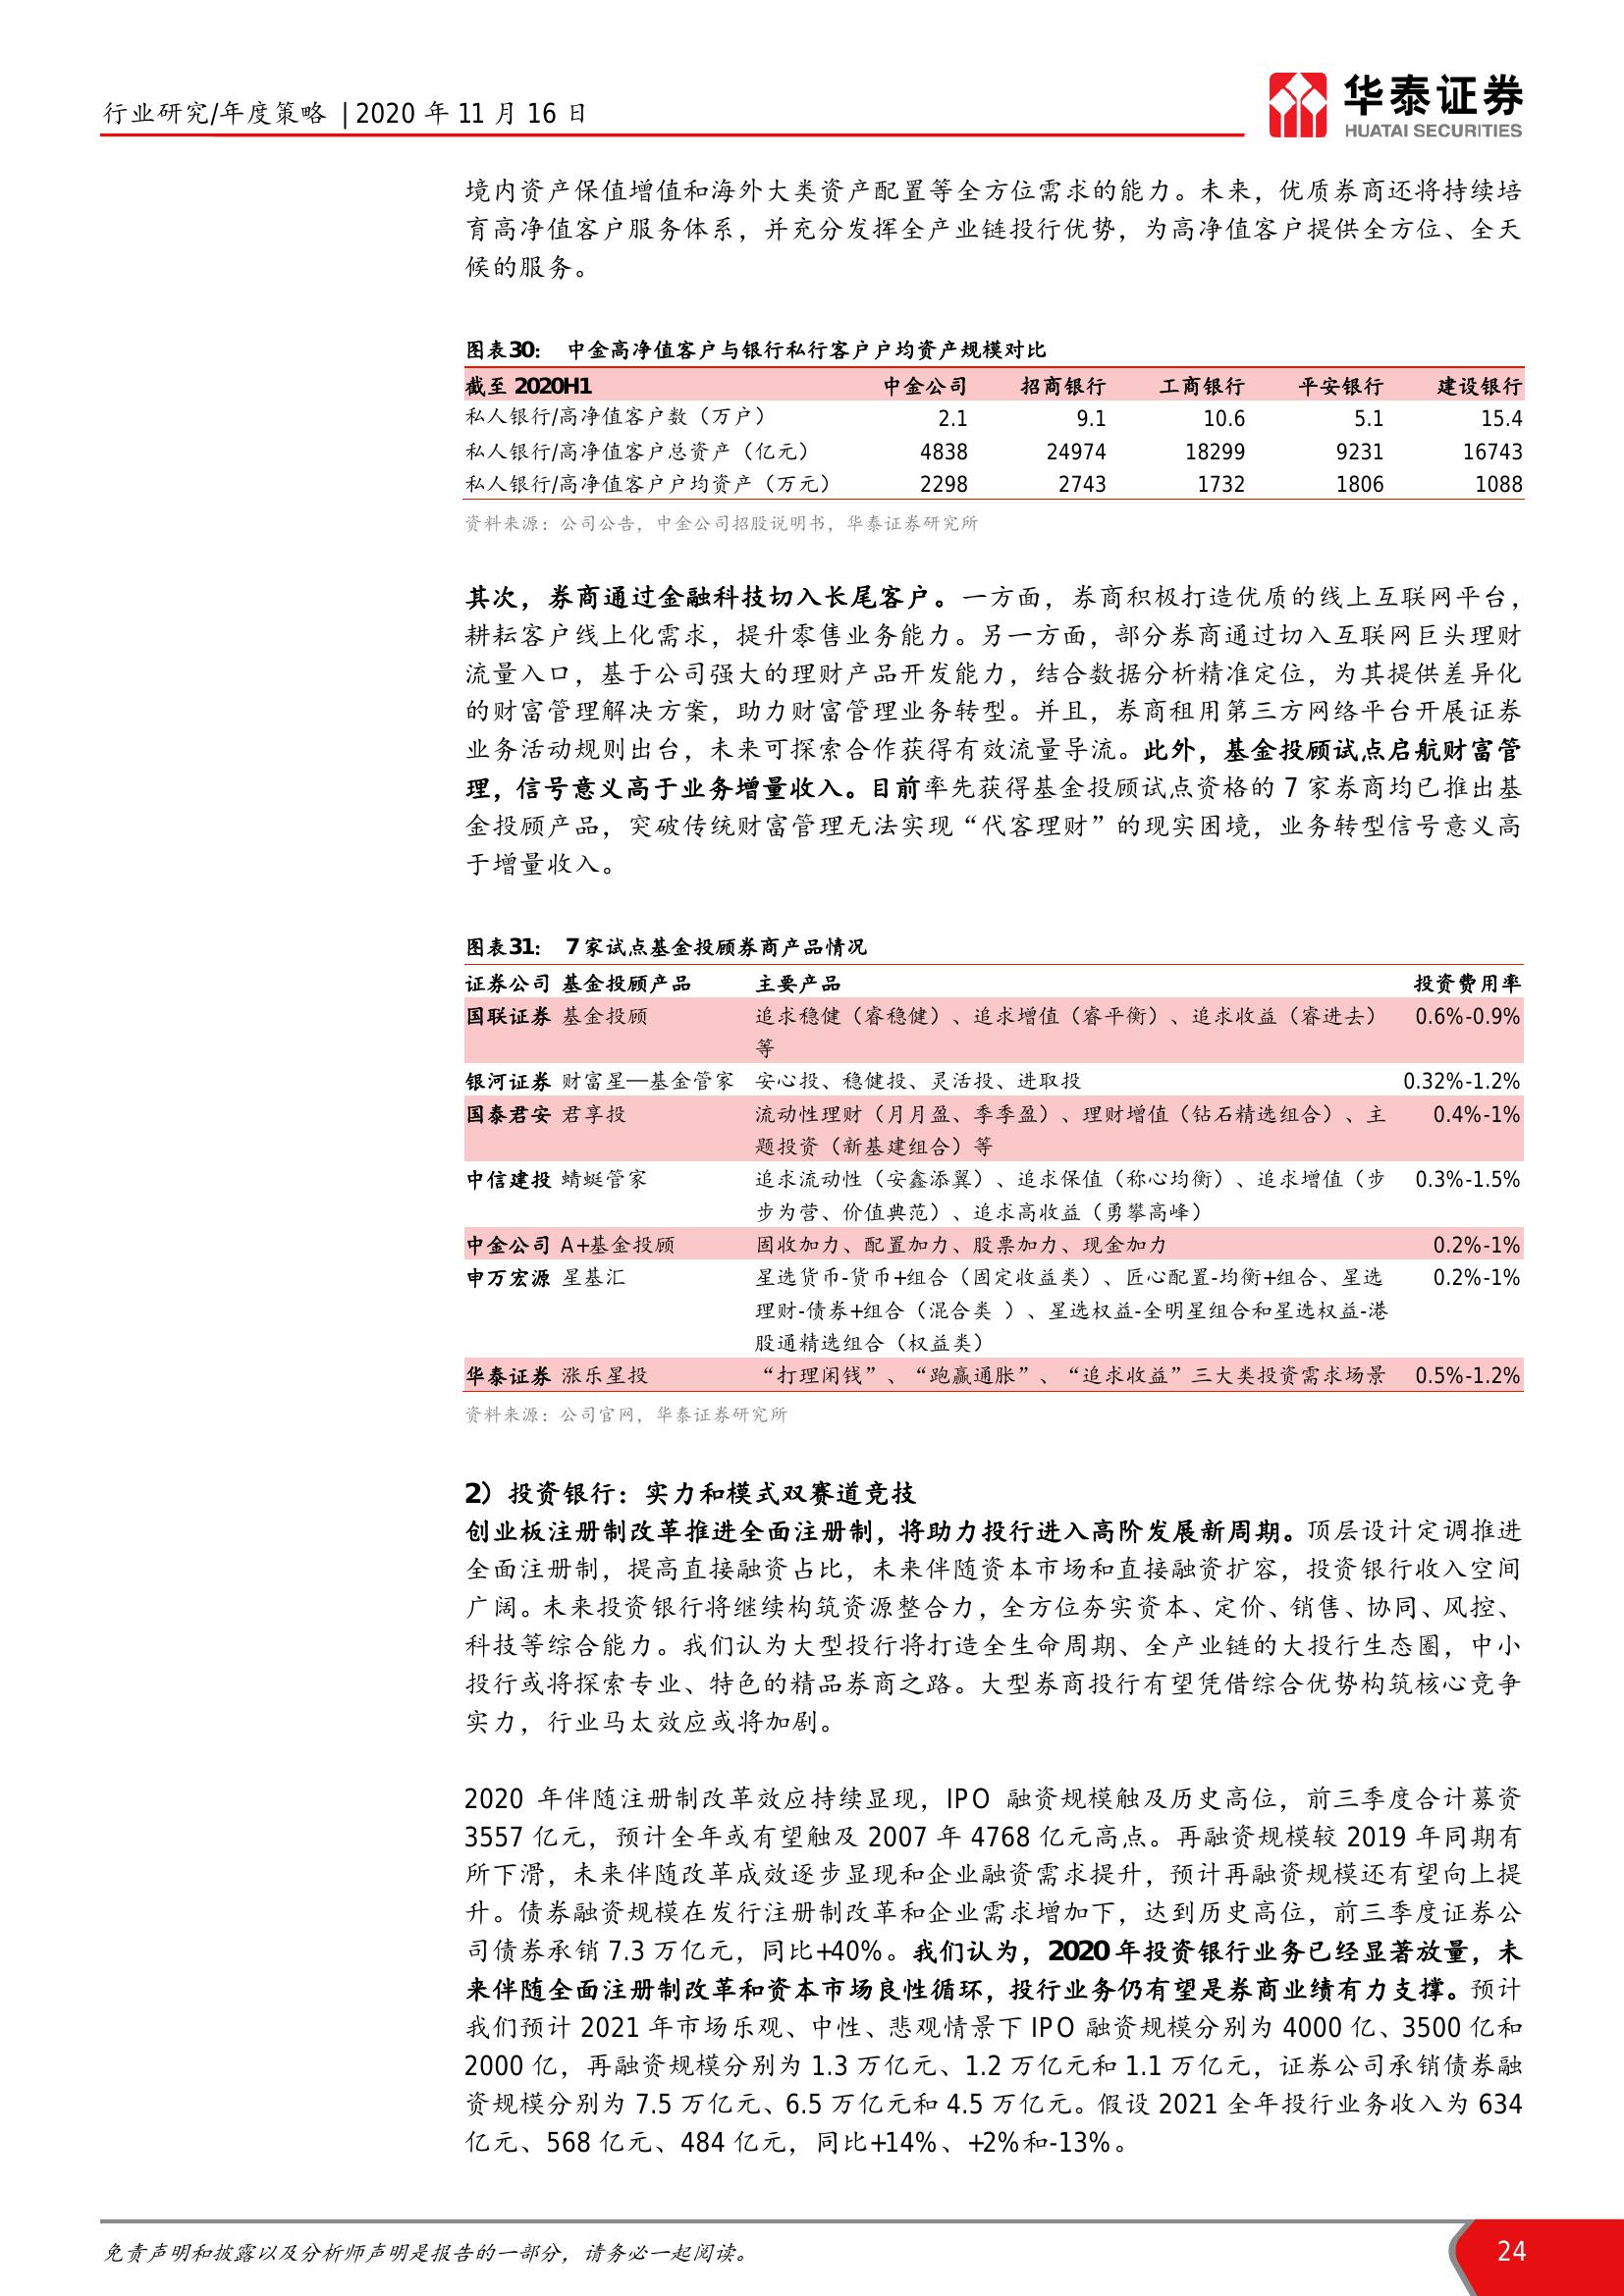 行业研究/年度策略 | 2020 年 11 月 16 日
华泰证券
HUATAI SECURITIES
境内资产保值增值和海外大类资产配置等全方位需求的能力。未来，优质券商还将持续培
育高净值客户服务体系，并充分发挥全产业链投行优势，为高净值客户提供全方位、全天
候的服务。
图表30： 中金高净值客户与银行私行客户户均资产规模对比
截至 2020H1 中金公司 招商银行 工商银行 平安银行 建设银行
私人银行/高净值客户数（万户） 2.1 9.1 10.6 5.1 15.4
私人银行/高净值客户总资产（亿元） 4838 24974 18299 9231 16743
私人银行/高净值客户户均资产（万元） 2298 2743 1732 1806 1088
资料来源：公司公告，中金公司招股说明书，华泰证券研究所
其次，券商通过金融科技切入长尾客户。一方面，券商积极打造优质的线上互联网平台，
耕耘客户线上化需求，提升零售业务能力。另一方面，部分券商通过切入互联网巨头理财
流量入口，基于公司强大的理财产品开发能力，结合数据分析精准定位，为其提供差异化
的财富管理解决方案，助力财富管理业务转型。并且，券商租用第三方网络平台开展证券
业务活动规则出台，未来可探索合作获得有效流量导流。此外，基金投顾试点启航财富管
理，信号意义高于业务增量收入。目前率先获得基金投顾试点资格的 7 家券商均已推出基
金投顾产品，突破传统财富管理无法实现“代客理财”的现实困境，业务转型信号意义高
于增量收入。
图表31： 7 家试点基金投顾券商产品情况
证券公司 基金投顾产品 主要产品 投资费用率
国联证券 基金投顾 追求稳健（睿稳健）、追求增值（睿平衡）、追求收益（睿进去） 0.6%-0.9%
等
银河证券 财富星—基金管家 安心投、稳健投、灵活投、进取投 0.32%-1.2%
国泰君安 君享投 流动性理财（月月盈、季季盈）、理财增值（钻石精选组合）、主 0.4%-1%
题投资（新基建组合）等
中信建投 蜻蜓管家 追求流动性（安鑫添翼）、追求保值（称心均衡）、追求增值（步 0.3%-1.5%
步为营、价值典范）、追求高收益（勇攀高峰）
中金公司 A+基金投顾 固收加力、配置加力、股票加力、现金加力 0.2%-1%
申万宏源 星基汇 星选货币-货币+组合（固定收益类）、匠心配置-均衡+组合、星选 0.2%-1%
理财-债券+组合（混合类 ）、星选权益-全明星组合和星选权益-港
股通精选组合（权益类）
华泰证券 涨乐星投 “打理闲钱”、“跑赢通胀”、“追求收益”三大类投资需求场景 0.5%-1.2%
资料来源：公司官网，华泰证券研究所
2）投资银行：实力和模式双赛道竞技
创业板注册制改革推进全面注册制，将助力投行进入高阶发展新周期。顶层设计定调推进
全面注册制，提高直接融资占比，未来伴随资本市场和直接融资扩容，投资银行收入空间
广阔。未来投资银行将继续构筑资源整合力，全方位夯实资本、定价、销售、协同、风控、
科技等综合能力。我们认为大型投行将打造全生命周期、全产业链的大投行生态圈，中小
投行或将探索专业、特色的精品券商之路。大型券商投行有望凭借综合优势构筑核心竞争
实力，行业马太效应或将加剧。
2020 年伴随注册制改革效应持续显现，IPO 融资规模触及历史高位，前三季度合计募资
3557 亿元，预计全年或有望触及 2007 年 4768 亿元高点。再融资规模较 2019 年同期有
所下滑，未来伴随改革成效逐步显现和企业融资需求提升，预计再融资规模还有望向上提
升。债券融资规模在发行注册制改革和企业需求增加下，达到历史高位，前三季度证券公
司债券承销 7.3 万亿元，同比+40%。我们认为，2020 年投资银行业务已经显著放量，未
来伴随全面注册制改革和资本市场良性循环，投行业务仍有望是券商业绩有力支撑。预计
我们预计 2021 年市场乐观、中性、悲观情景下 IPO 融资规模分别为 4000 亿、3500 亿和
2000 亿，再融资规模分别为 1.3 万亿元、1.2 万亿元和 1.1 万亿元，证券公司承销债券融
资规模分别为 7.5 万亿元、6.5 万亿元和 4.5 万亿元。假设 2021 全年投行业务收入为 634
亿元、568 亿元、484 亿元，同比+14%、+2%和-13%。
免责声明和披露以及分析师声明是报告的一部分，请务必一起阅读。
24